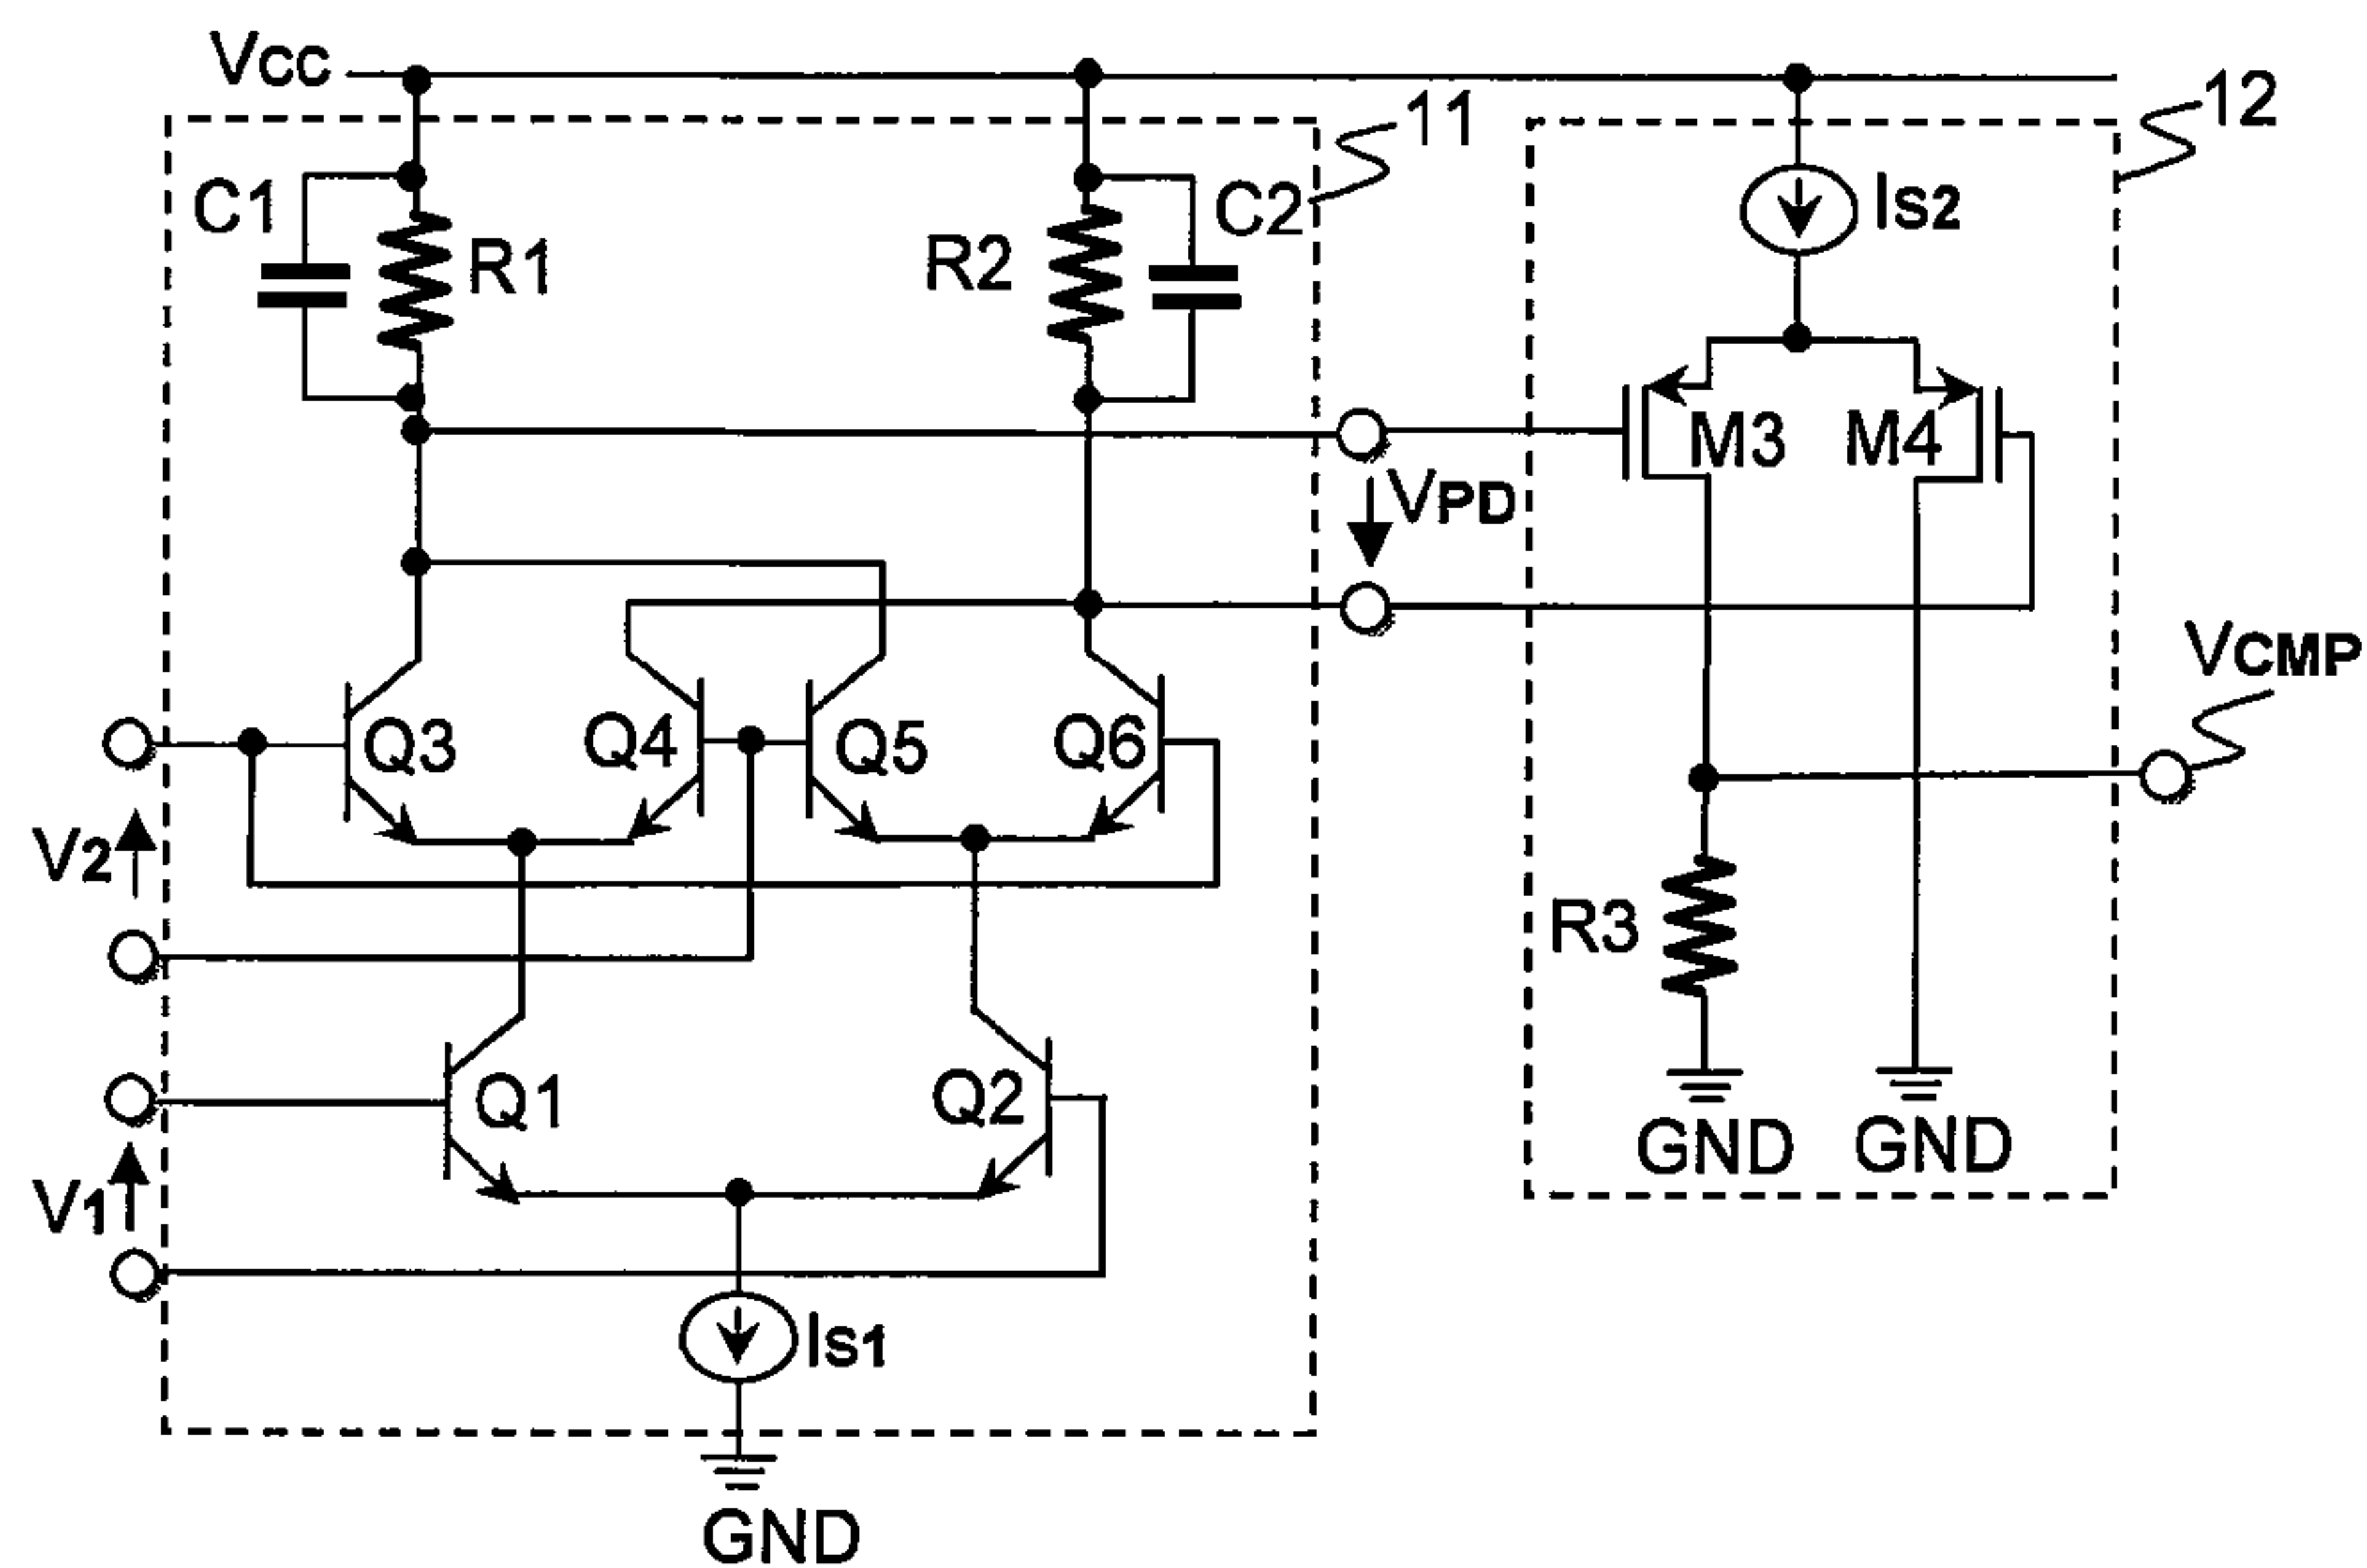 VCC
11
12
C1
R1
R2
C2
IS2
M3
M4
VPD
VCMP
Q3
Q4
Q5
Q6
V2
R3
Q1
Q2
GND
GND
V1
IS1
GND